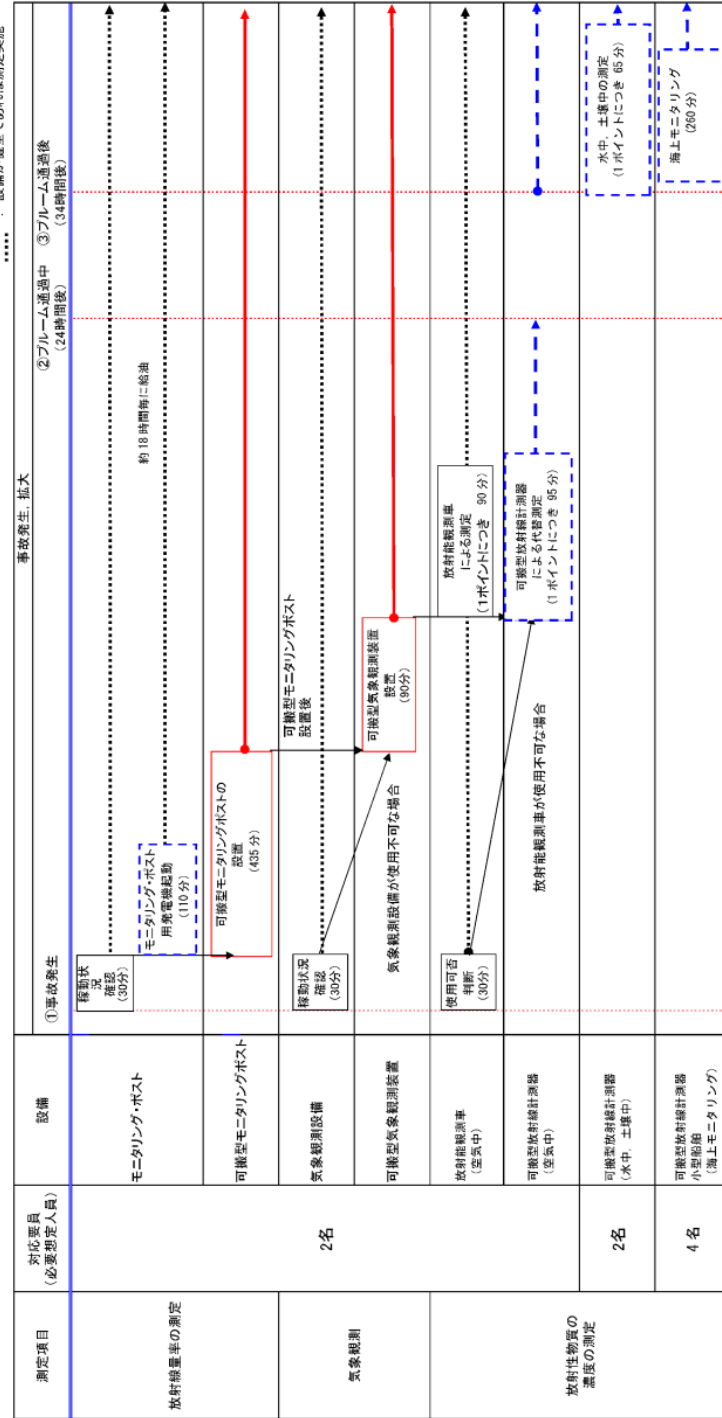 ‥‥‥ : 設備が健全であれば測定実施
測定項目
対応要員
(必要想定人員)
設備
事故発生、拡大
①事故発生
②プルーム通過中
(24時間後)
③プルーム通過後
(34時間後)
放射線量率の測定
2名
モニタリング・ポスト
稼動状
況
確認
(30分)
モニタリング・ポスト
用発電機起動
(110分)
約18時間毎に給油
可搬型モニタリングポスト
可搬型モニタリングポストの
設置
(435分)
可搬型モニタリングポスト
設置後
気象観測
気象観測設備
稼動状況
確認
(30分)
気象観測設備が使用不可な場合
可搬型気象観測装置
可搬型気象観測装置
設置
(90分)
放射性物質の
濃度の測定
放射能観測車
(空気中)
使用可否
判断
(30分)
放射能観測車
による測定
(1ポイントにつき 90分)
放射能観測車が使用不可な場合
可搬型放射線計測器
(空気中)
可搬型放射線計測器
による代替測定
(1ポイントにつき 95分)
2名
可搬型放射線計測器
(水中、土壌中)
水中、土壌中の測定
(1ポイントにつき 65分)
4名
可搬型放射線計測器
小型船舶
(海上モニタリング)
海上モニタリング
(260分)